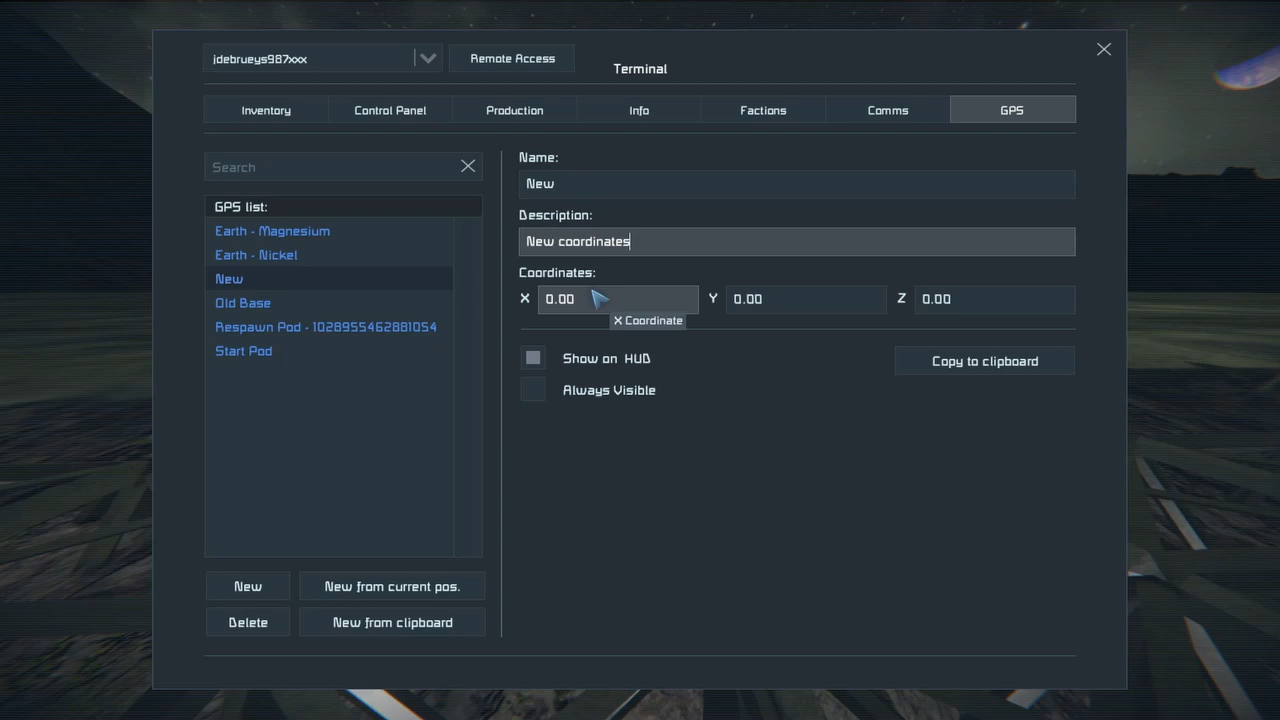 jdebrueys987xxx
Remote Access
Terminal
Inventory
Control Panel
Production
Info
Factions
Comms
GPS
Search
GPS list:
Earth - Magnesium
Earth - Nickel
New
Old Base
Respawn Pod - 1028955462881054
Start Pod
New
New from current pos.
Delete
New from clipboard
Name:
New
Description:
New coordinates
Coordinates:
X 0.00 Y 0.00 Z 0.00
X Coordinate
Show on HUD
Copy to clipboard
Always Visible